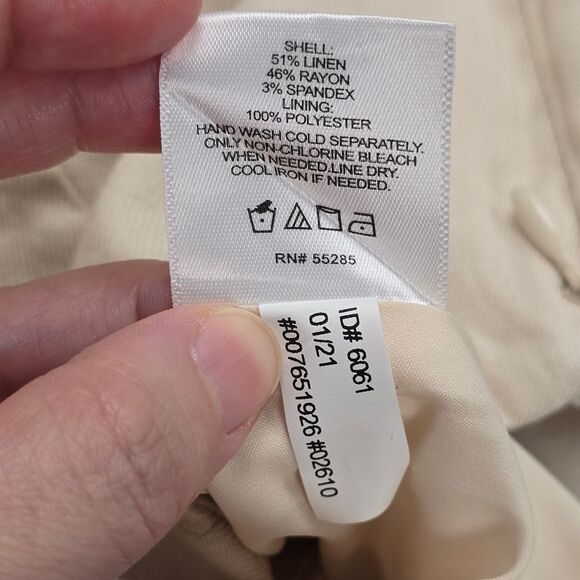 SHELL:
51% LINEN
46% RAYON
3% SPANDEX
LINING:
100% POLYESTER
HAND WASH COLD SEPARATELY.
ONLY NON-CHLORINE BLEACH
WHEN NEEDED.LINE DRY.
COOL IRON IF NEEDED.
RN# 55285
ID# 6061
01/21
#007651926 #02610